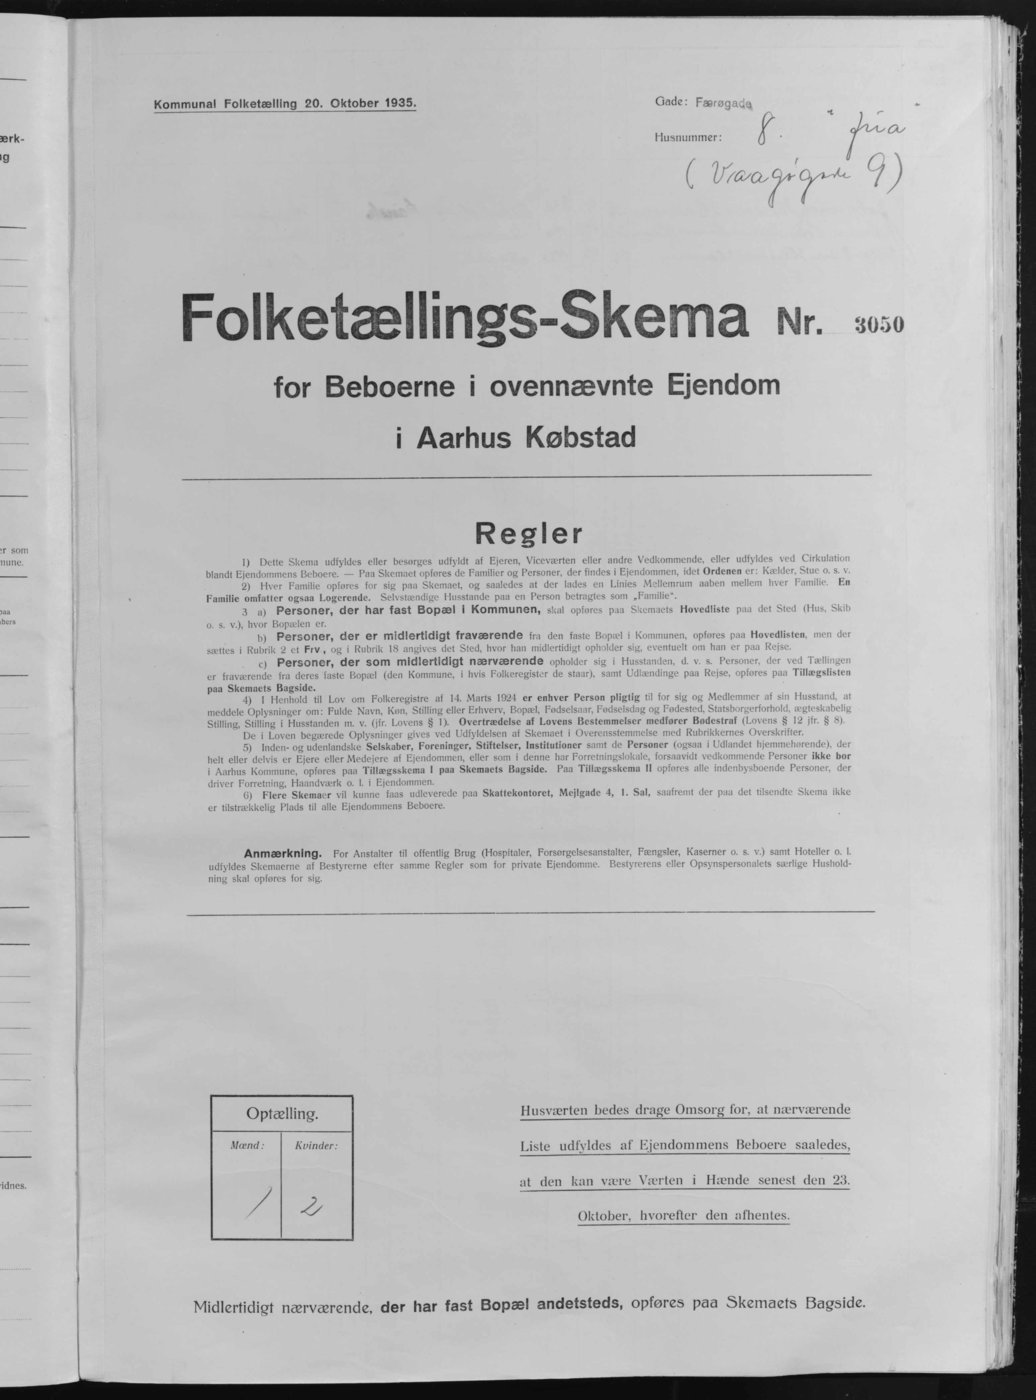 ærk-
ng
er som
mune.
paa
bers
vidnes.
Kommunal Folketælling 20. Oktober 1935.
Gade: Færøgade
Husnummer: 8.
(Vaagøgade 9)
Folketællings-Skema Nr. 3050
for Beboerne i ovennævnte Ejendom
i Aarhus Købstad
Regler
1) Dette Skema udfyldes eller besørges udfyldt af Ejeren, Viceværten eller andre Vedkommende, eller udfyldes ved Cirkulation
blandt Ejendommens Beboere. — Paa Skemaet opføres de Familier og Personer, der findes i Ejendommen, idet Ordenen er: Kælder, Stue o. s. v.
2) Hver Familie opføres for sig paa Skemaet, og saaledes at der lades en Linies Mellemrum aaben mellem hver Familie. En
Familie omfatter ogsaa Logerende. Selvstændige Husstande paa en Person betragtes som „Familie“.
3 a) Personer, der har fast Bopæl i Kommunen, skal opføres paa Skemaets Hovedliste paa det Sted (Hus, Skib
o. s. v.), hvor Bopælen er.
b) Personer, der er midlertidigt fraværende fra den faste Bopæl i Kommunen, opføres paa Hovedlisten, men der
sættes i Rubrik 2 et Frv., og i Rubrik 18 angives det Sted, hvor han midlertidigt opholder sig, eventuelt om han er paa Rejse.
c) Personer, der som midlertidigt nærværende opholder sig i Husstanden, d. v. s. Personer, der ved Tællingen
er fraværende fra deres faste Bopæl (den Kommune, i hvis Folkeregister de staar), samt Udlændinge paa Rejse, opføres paa Tillægslisten
paa Skemaets Bagside.
4) I Henhold til Lov om Folkeregistre af 14. Marts 1924 er enhver Person pligtig til for sig og Medlemmer af sin Husstand, at
meddele Oplysninger om: Fulde Navn, Køn, Stilling eller Erhverv, Bopæl, Fødselsaar, Fødselsdag og Fødested, Statsborgerforhold, ægteskabelig
Stilling, Stilling i Husstanden m. v. (jfr. Lovens § 1). Overtrædelse af Lovens Bestemmelser medfører Bødestraf (Lovens § 12 jfr. § 8).
De i Loven begærede Oplysninger gives ved Udfyldelsen af Skemaet i Overensstemmelse med Rubrikkernes Overskrifter.
5) Inden- og udenlandske Selskaber, Foreninger, Stiftelser, Institutioner samt de Personer (ogsaa i Udlandet hjemmehørende), der
helt eller delvis er Ejere eller Medejere af Ejendommen, eller som i denne har Forretningslokale, forsaavidt vedkommende Personer ikke bor
i Aarhus Kommune, opføres paa Tillægsskema I paa Skemaets Bagside. Paa Tillægsskema II opføres alle indenbysboende Personer, der
driver Forretning, Haandværk o. l. i Ejendommen.
6) Flere Skemaer vil kunne faas udleverede paa Skattekontoret, Mejlgade 4, 1. Sal, saafremt der paa det tilsendte Skema ikke
er tilstrækkelig Plads til alle Ejendommens Beboere.
Anmærkning. For Anstalter til offentlig Brug (Hospitaler, Forsørgelsesanstalter, Fængsler, Kaserner o. s. v.) samt Hoteller o. l.
udfyldes Skemaerne af Bestyrerne efter samme Regler som for private Ejendomme. Bestyrerens eller Opsynspersonalets særlige Hushold-
ning skal opføres for sig.
Optælling.
Mænd: Kvinder:
1 2
Husværten bedes drage Omsorg for, at nærværende
Liste udfyldes af Ejendommens Beboere saaledes,
at den kan være Værten i Hænde senest den 23.
Oktober, hvorefter den afhentes.
Midlertidigt nærværende, der har fast Bopæl andetsteds, opføres paa Skemaets Bagside.